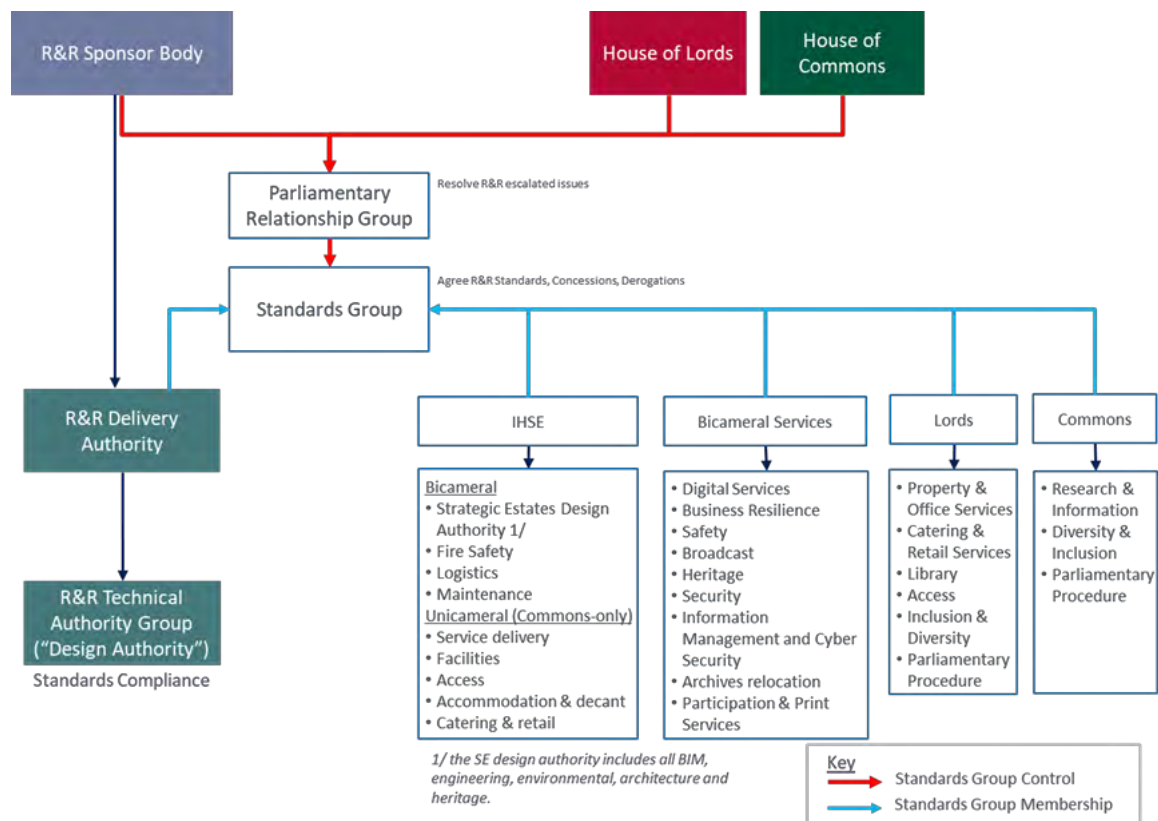 R&R Sponsor Body
House of Lords
House of
Commons
Parliamentary
Relationship Group
Resolve R&R escalated issues
Standards Group
Agree R&R Standards, Concessions, Derogations
R&R Delivery
Authority
R&R Technical
Authority Group
(“Design Authority”)
Standards Compliance
IHSE
Bicameral
• Strategic Estates Design
Authority 1/
• Fire Safety
• Logistics
• Maintenance
Unicameral (Commons-only)
• Service delivery
• Facilities
• Access
• Accommodation & decant
• Catering & retail
1/ the SE design authority includes all BIM,
engineering, environmental, architecture and
heritage.
Bicameral Services
• Digital Services
• Business Resilience
• Safety
• Broadcast
• Heritage
• Security
• Information
Management and Cyber
Security
• Archives relocation
• Participation & Print
Services
Lords
• Property &
Office Services
• Catering &
Retail Services
• Library
• Access
• Inclusion &
Diversity
• Parliamentary
Procedure
Commons
• Research &
Information
• Diversity &
Inclusion
• Parliamentary
Procedure
Key
Standards Group Control
Standards Group Membership